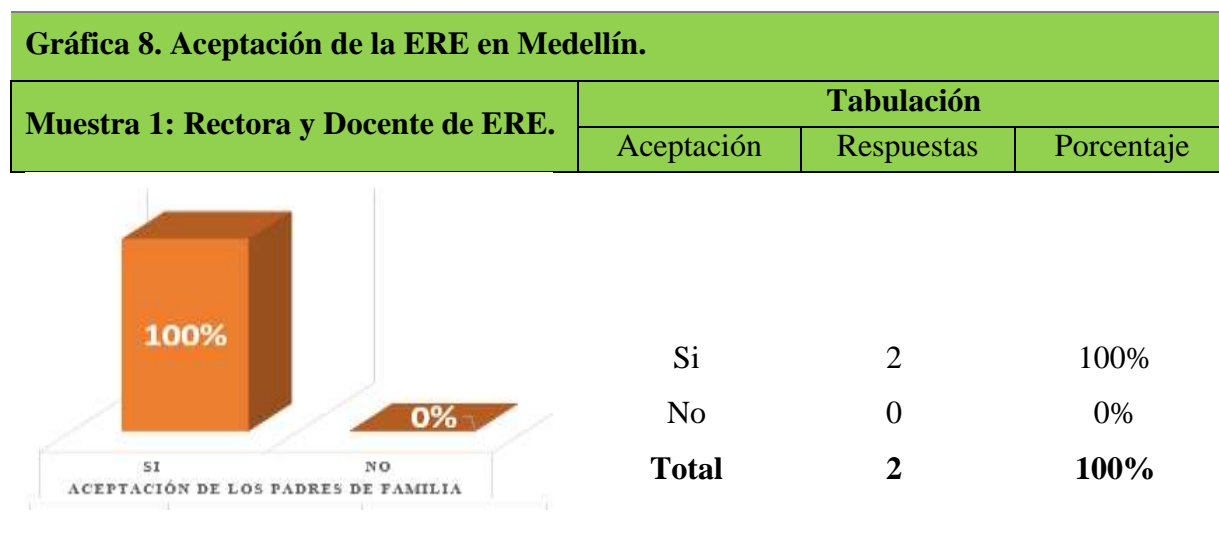 Gráfica 8. Aceptación de la ERE en Medellín.
Muestra 1: Rectora y Docente de ERE.
Tabulación
Aceptación Respuestas Porcentaje
100%
0%
SI NO
ACEPTACIÓN DE LOS PADRES DE FAMILIA
Si 2 100%
No 0 0%
Total 2 100%